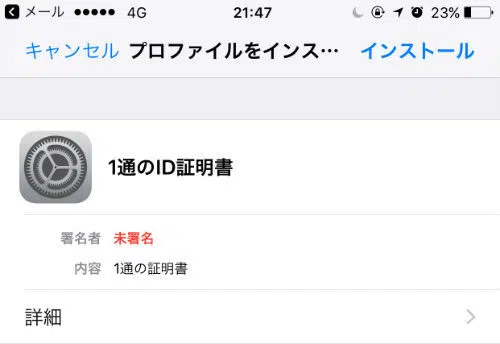 メール 4G 21:47 23%
キャンセル プロファイルをインス… インストール
1通のID証明書
署名者 未署名
内容 1通の証明書
詳細